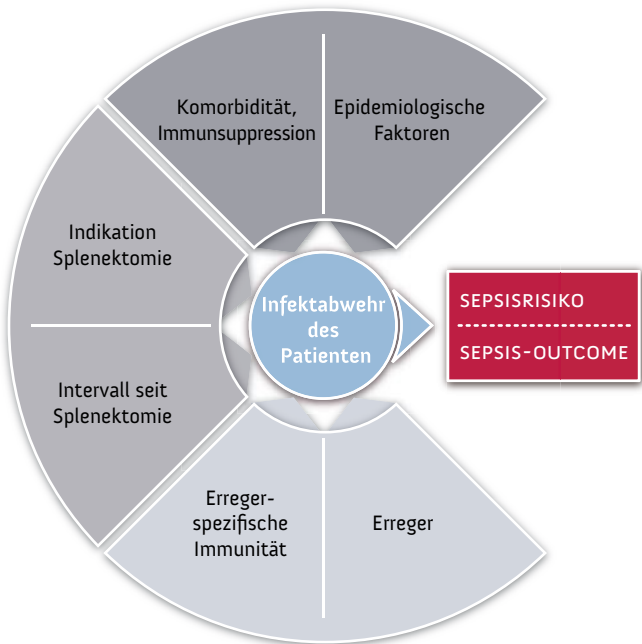 Komorbidität,
Immunsuppression
Epidemiologische
Faktoren
Indikation
Splenektomie
Infektabwehr
des
Patienten
SEPSISRISIKO
SEPSIS-OUTCOME
Intervall seit
Splenektomie
Erreger-
spezifische
Immunität
Erreger